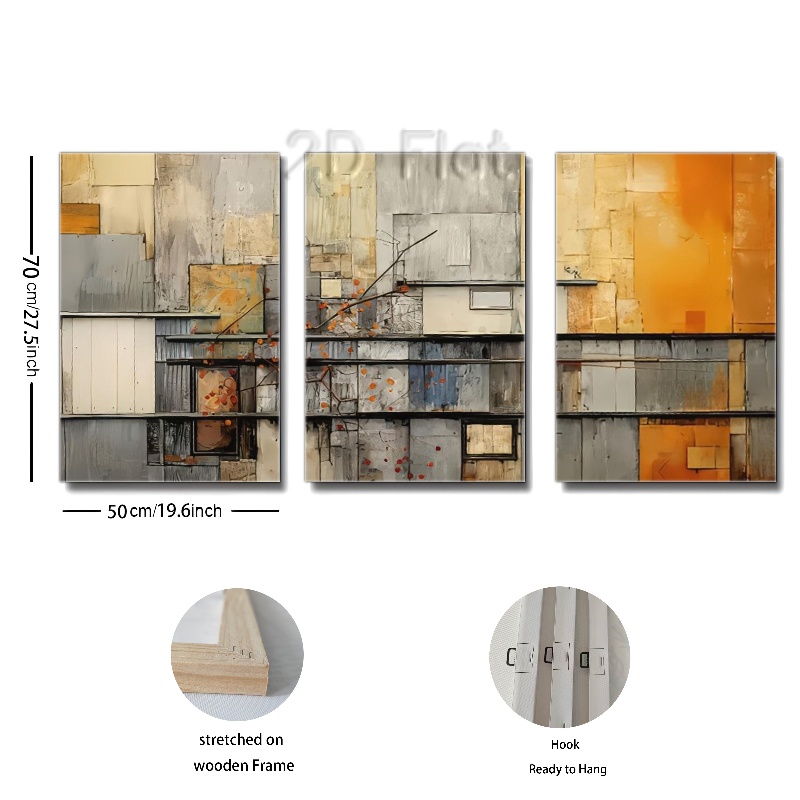 2D Flat
70 cm/27.5inch
50 cm/19.6inch
stretched on
wooden Frame
Hook
Ready to Hang